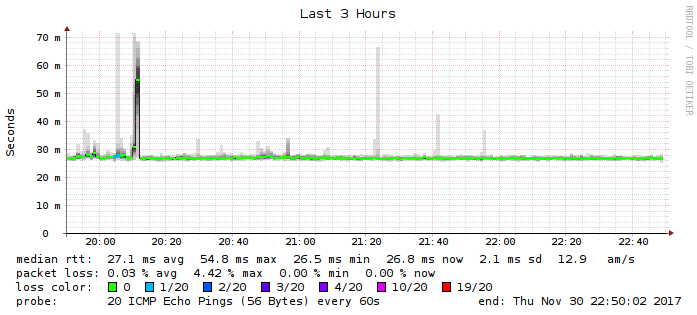 Last 3 Hours
RRDTOOL / TOBI OETIKER
Seconds
70 m
60 m
50 m
40 m
30 m
20 m
10 m
0
20:00 20:20 20:40 21:00 21:20 21:40 22:00 22:20 22:40
median rtt: 27.1 ms avg 54.8 ms max 26.5 ms min 26.8 ms now 2.1 ms sd 12.9 am/s
packet loss: 0.03 % avg 4.42 % max 0.00 % min 0.00 % now
loss color: 0 1/20 2/20 3/20 4/20 10/20 19/20
probe: 20 ICMP Echo Pings (56 Bytes) every 60s end: Thu Nov 30 22:50:02 2017